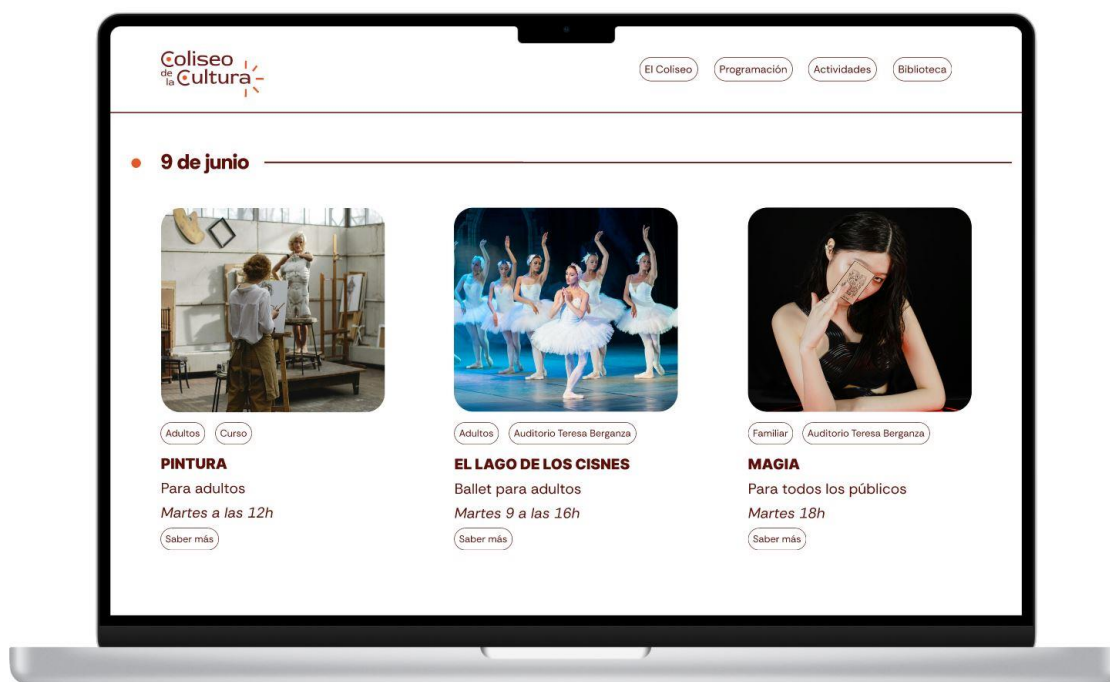 Coliseo
de la Cultura
El Coliseo
Programación
Actividades
Biblioteca
9 de junio
Adultos
Curso
PINTURA
Para adultos
Martes a las 12h
Saber más
Adultos
Auditorio Teresa Berganza
EL LAGO DE LOS CISNES
Ballet para adultos
Martes 9 a las 16h
Saber más
Familiar
Auditorio Teresa Berganza
MAGIA
Para todos los públicos
Martes 18h
Saber más